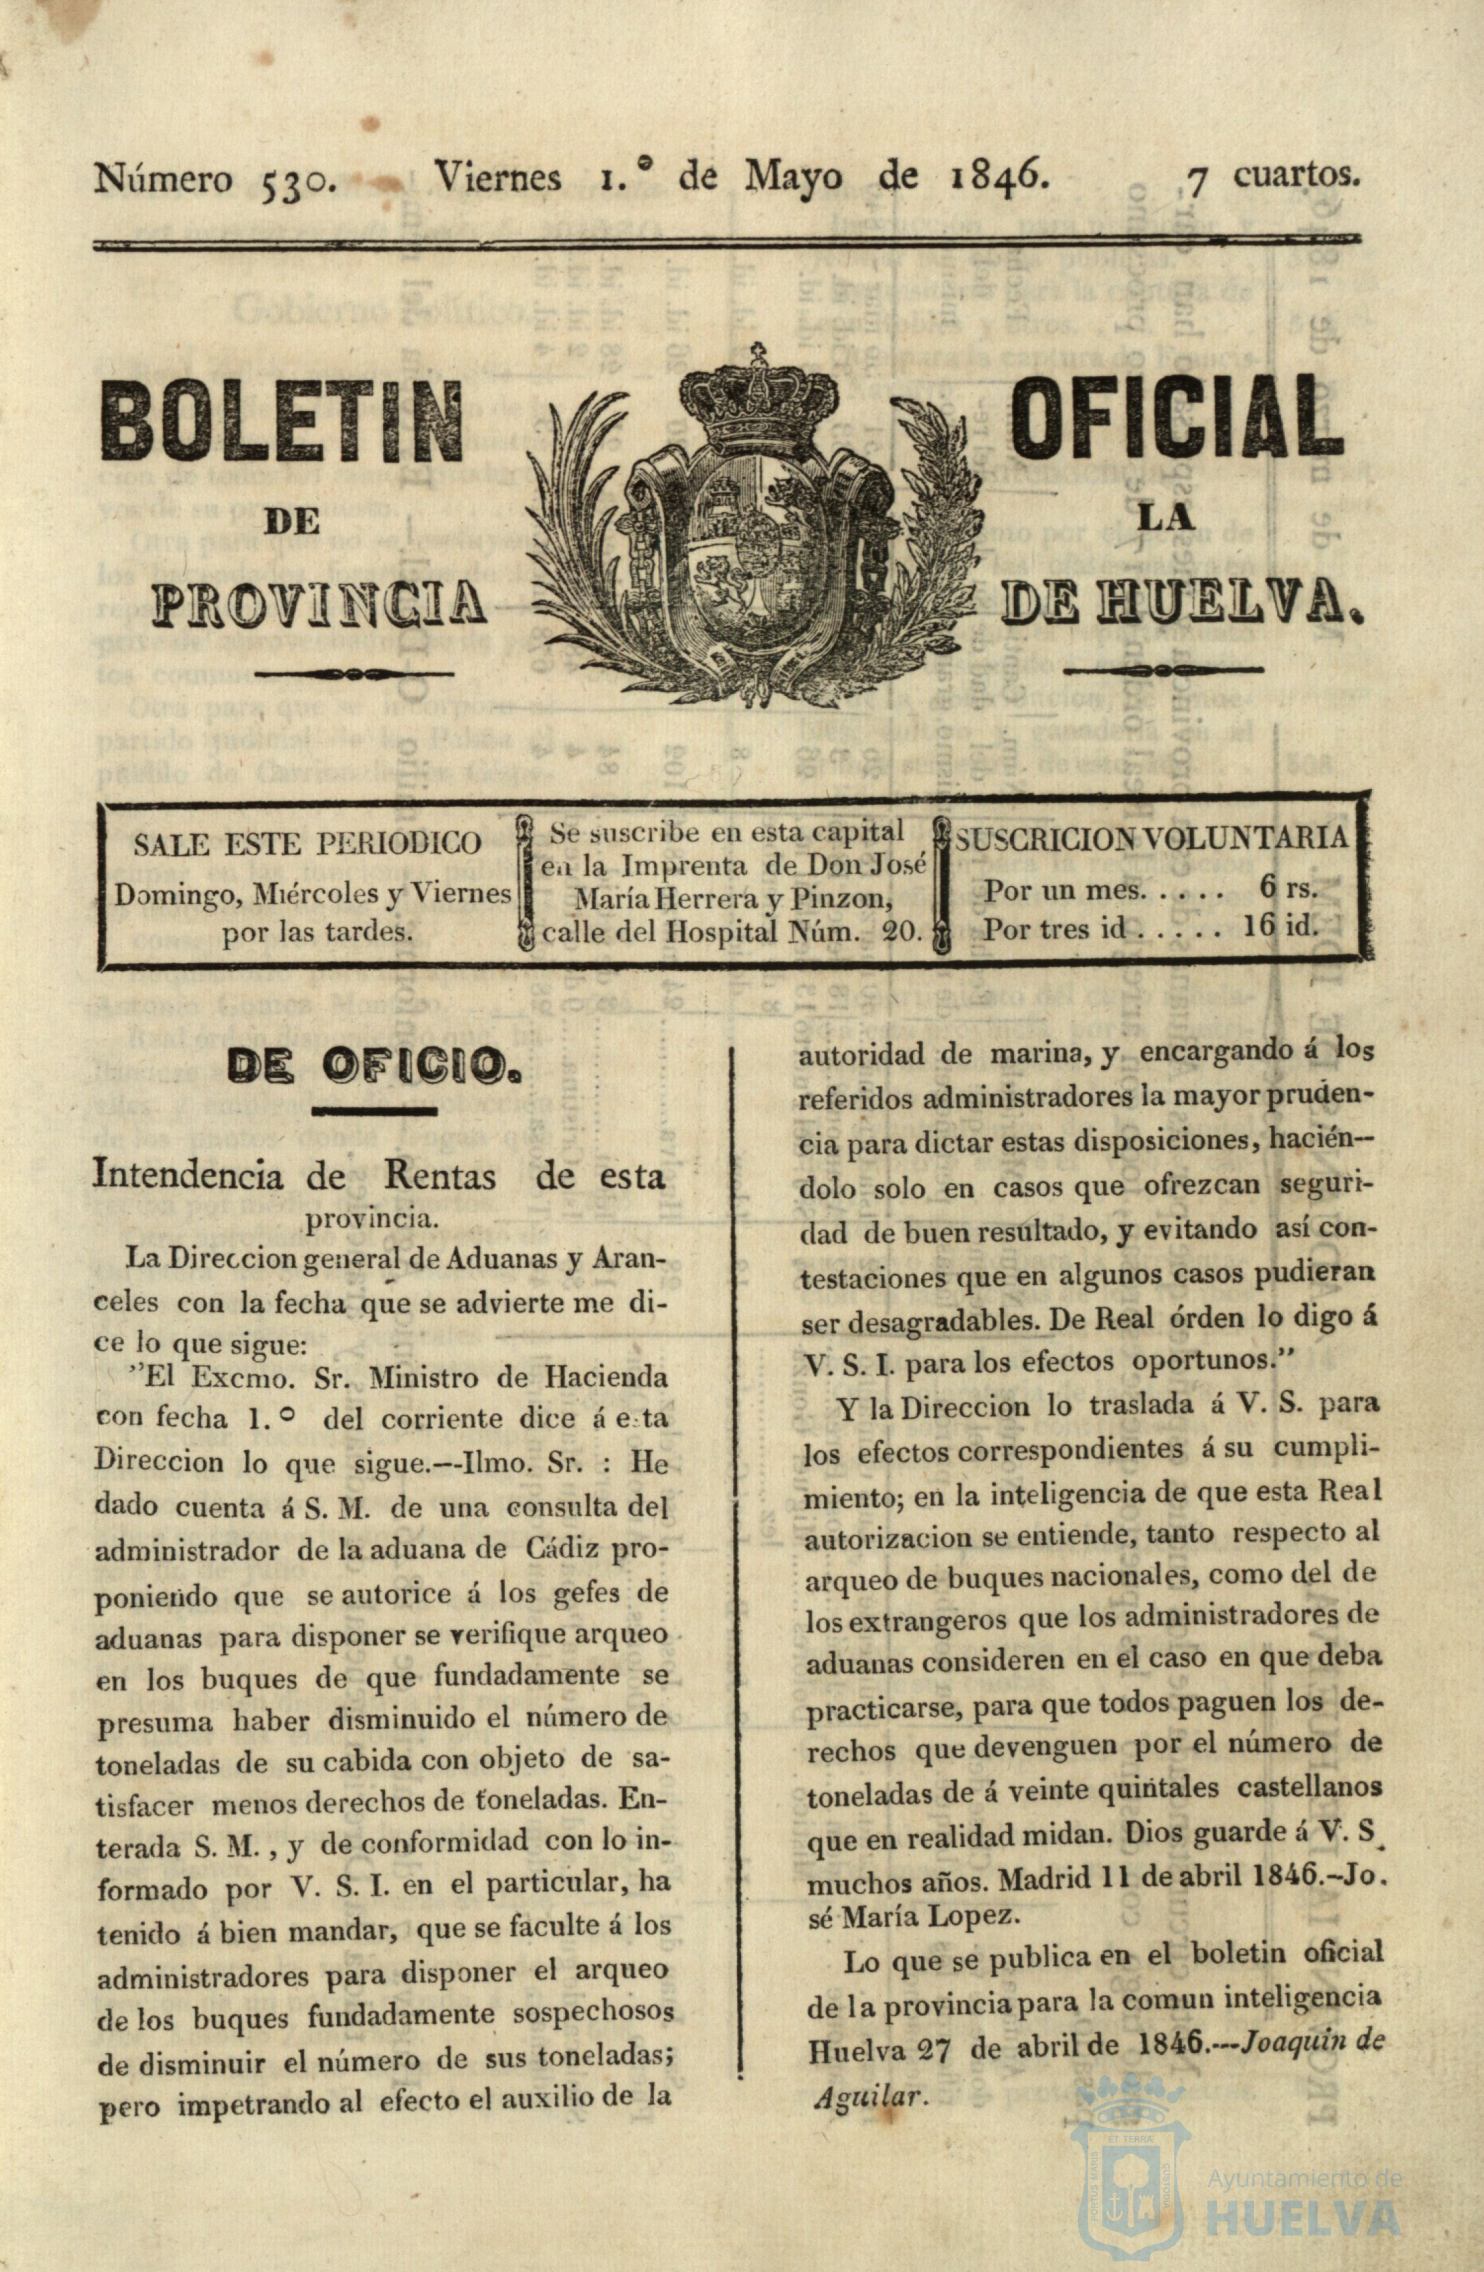 Número 530. Viernes 1.º de Mayo de 1846. 7 cuartos.
BOLETIN OFICIAL
DE LA
PROVINCIA DE HUELVA.
SALE ESTE PERIODICO
Domingo, Miércoles y Viernes
por las tardes.
Se suscribe en esta capital
en la Imprenta de Don José
María Herrera y Pinzon,
calle del Hospital Núm. 20.
SUSCRICION VOLUNTARIA
Por un mes. . . . . 6 rs.
Por tres id . . . . . 16 id.
DE OFICIO.
Intendencia de Rentas de esta
provincia.
La Direccion general de Aduanas y Aran-
celes con la fecha que se advierte me di-
ce lo que sigue:
"El Excmo. Sr. Ministro de Hacienda
con fecha 1.º del corriente dice á e ta
Direccion lo que sigue.---Ilmo. Sr. : He
dado cuenta á S. M. de una consulta del
administrador de la aduana de Cádiz pro-
poniendo que se autorice á los gefes de
aduanas para disponer se verifique arqueo
en los buques de que fundadamente se
presuma haber disminuido el número de
toneladas de su cabida con objeto de sa-
tisfacer menos derechos de toneladas. En-
terada S. M. , y de conformidad con lo in-
formado por V. S. I. en el particular, ha
tenido á bien mandar, que se faculte á los
administradores para disponer el arqueo
de los buques fundadamente sospechosos
de disminuir el número de sus toneladas;
pero impetrando al efecto el auxilio de la
autoridad de marina, y encargando á los
referidos administradores la mayor pruden-
cia para dictar estas disposiciones, hacién--
dolo solo en casos que ofrezcan seguri-
dad de buen resultado, y evitando así con-
testaciones que en algunos casos pudieran
ser desagradables. De Real órden lo digo á
V. S. I. para los efectos oportunos."
Y la Direccion lo traslada á V. S. para
los efectos correspondientes á su cumpli-
miento; en la inteligencia de que esta Real
autorizacion se entiende, tanto respecto al
arqueo de buques nacionales, como del de
los extrangeros que los administradores de
aduanas consideren en el caso en que deba
practicarse, para que todos paguen los de-
rechos que devenguen por el número de
toneladas de á veinte quintales castellanos
que en realidad midan. Dios guarde á V. S.
muchos años. Madrid 11 de abril 1846.--Jo.
sé María Lopez.
Lo que se publica en el boletin oficial
de la provincia para la comun inteligencia
Huelva 27 de abril de 1846.---Joaquin de
Aguilar.
PORTUS MARIS ET TERRÆ CUSTODIA
Ayuntamiento de
HUELVA